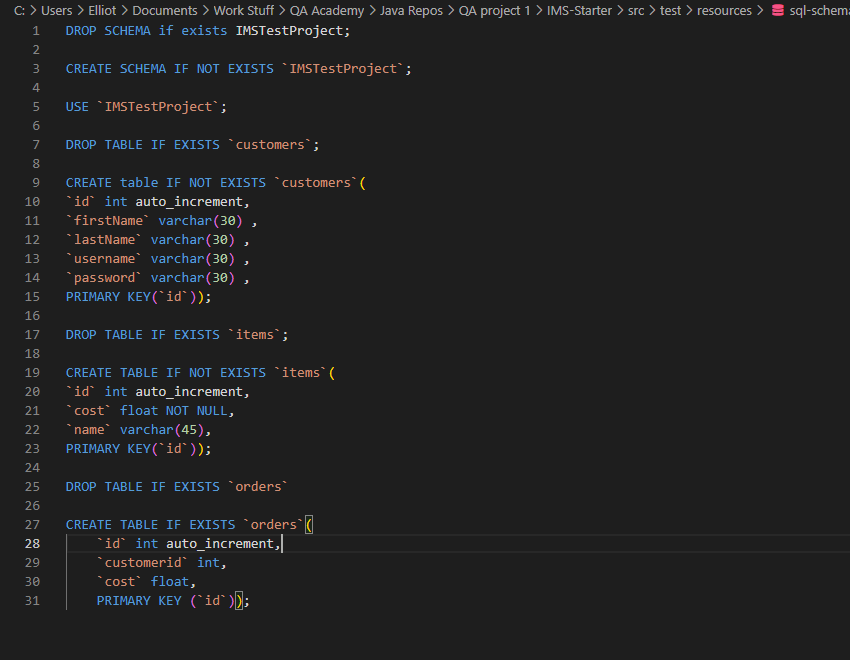 C: > Users > Elliot > Documents > Work Stuff > QA Academy > Java Repos > QA project 1 > IMS-Starter > src > test > resources > sql-schema
1 DROP SCHEMA if exists IMSTestProject;
2
3 CREATE SCHEMA IF NOT EXISTS `IMSTestProject`;
4
5 USE `IMSTestProject`;
6
7 DROP TABLE IF EXISTS `customers`;
8
9 CREATE table IF NOT EXISTS `customers`(
10 `id` int auto_increment,
11 `firstName` varchar(30) ,
12 `lastName` varchar(30) ,
13 `username` varchar(30) ,
14 `password` varchar(30) ,
15 PRIMARY KEY(`id`));
16
17 DROP TABLE IF EXISTS `items`;
18
19 CREATE TABLE IF NOT EXISTS `items`(
20 `id` int auto_increment,
21 `cost` float NOT NULL,
22 `name` varchar(45),
23 PRIMARY KEY(`id`));
24
25 DROP TABLE IF EXISTS `orders`
26
27 CREATE TABLE IF EXISTS `orders`(
28 `id` int auto_increment,
29 `customerid` int,
30 `cost` float,
31 PRIMARY KEY (`id`));